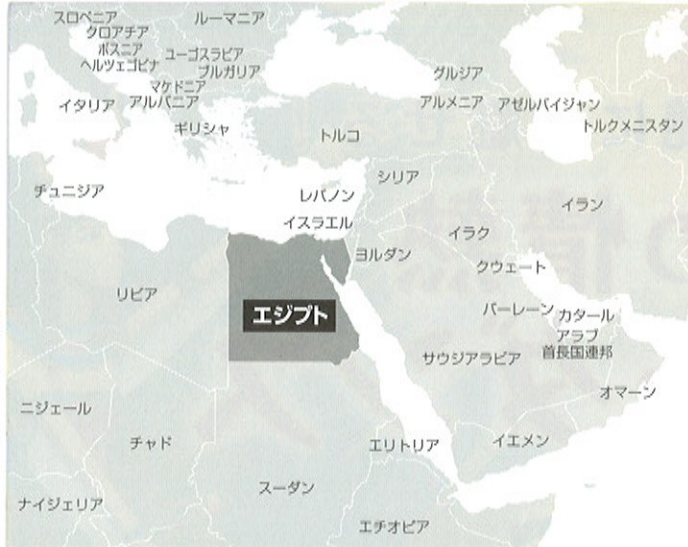 スロベニア
ルーマニア
クロアチア
ボスニア
ヘルツェゴビナ
ユーゴスラビア
ブルガリア
マケドニア
アルバニア
イタリア
ギリシャ
トルコ
グルジア
アルメニア
アゼルバイジャン
トルクメニスタン
チュニジア
シリア
レバノン
イスラエル
ヨルダン
イラク
イラン
クウェート
リビア
エジプト
バーレーン
カタール
アラブ
首長国連邦
サウジアラビア
オマーン
ニジェール
チャド
エリトリア
イエメン
スーダン
ナイジェリア
エチオピア